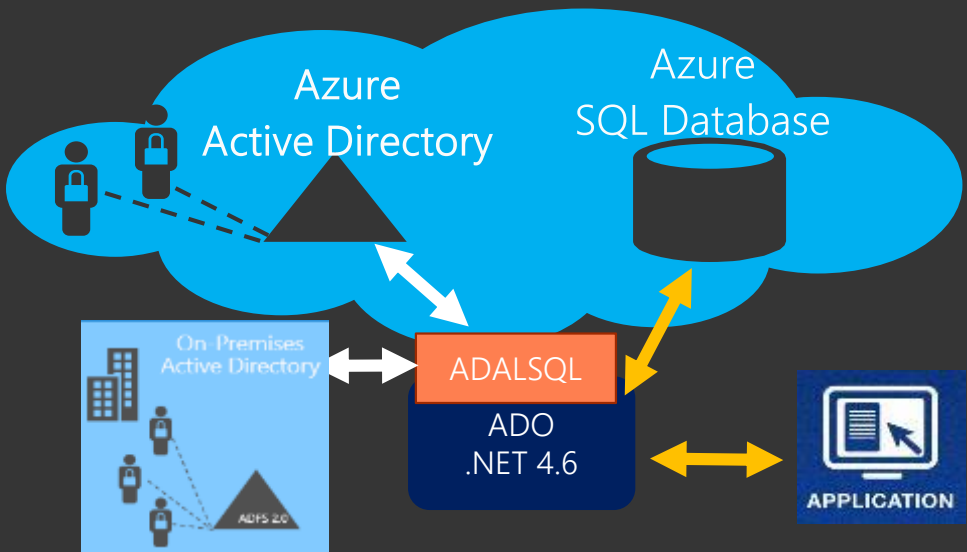 Azure
Active Directory
Azure
SQL Database
On-Premises
Active Directory
ADFS 2.0
ADALSQL
ADO
.NET 4.6
APPLICATION